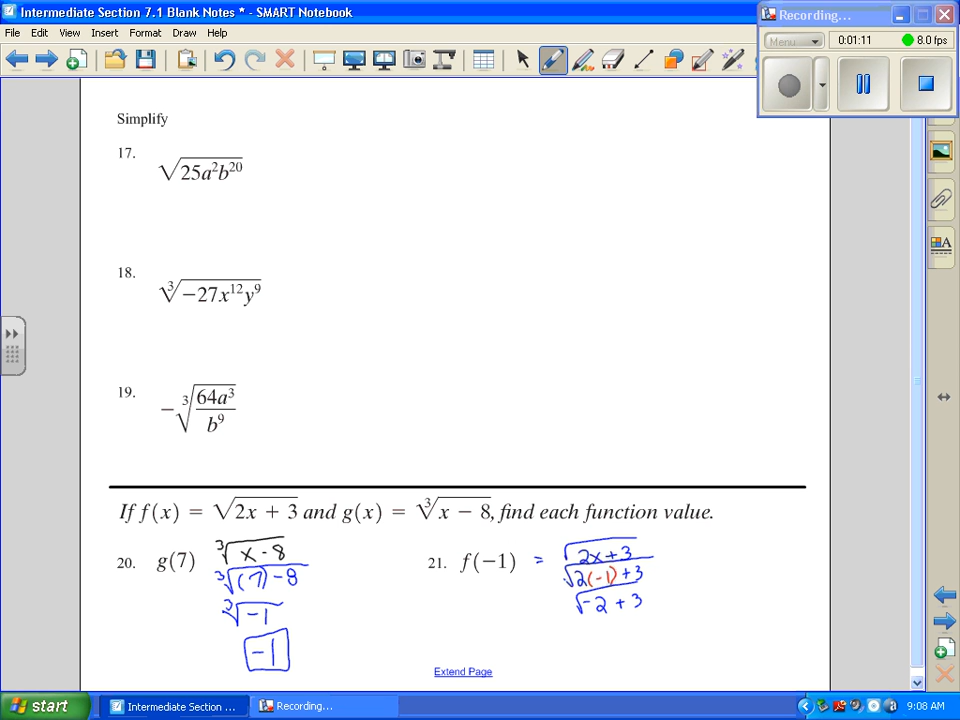 Intermediate Section 7.1 Blank Notes * - SMART Notebook
Recording...
File Edit View Insert Format Draw Help
Menu
0:01:11
8.0 fps
Simplify
17.
√25a²b²⁰
18.
∛−27x¹²y⁹
19.
−∛64a³/b⁹
If f(x) = √2x + 3 and g(x) = ∛x − 8, find each function value.
20. g(7) ∛x - 8
∛(7) - 8
∛-1
-1
21. f(−1) = √2x + 3
√2(-1) + 3
√-2 + 3
Extend Page
start
Intermediate Section ...
Recording...
9:08 AM